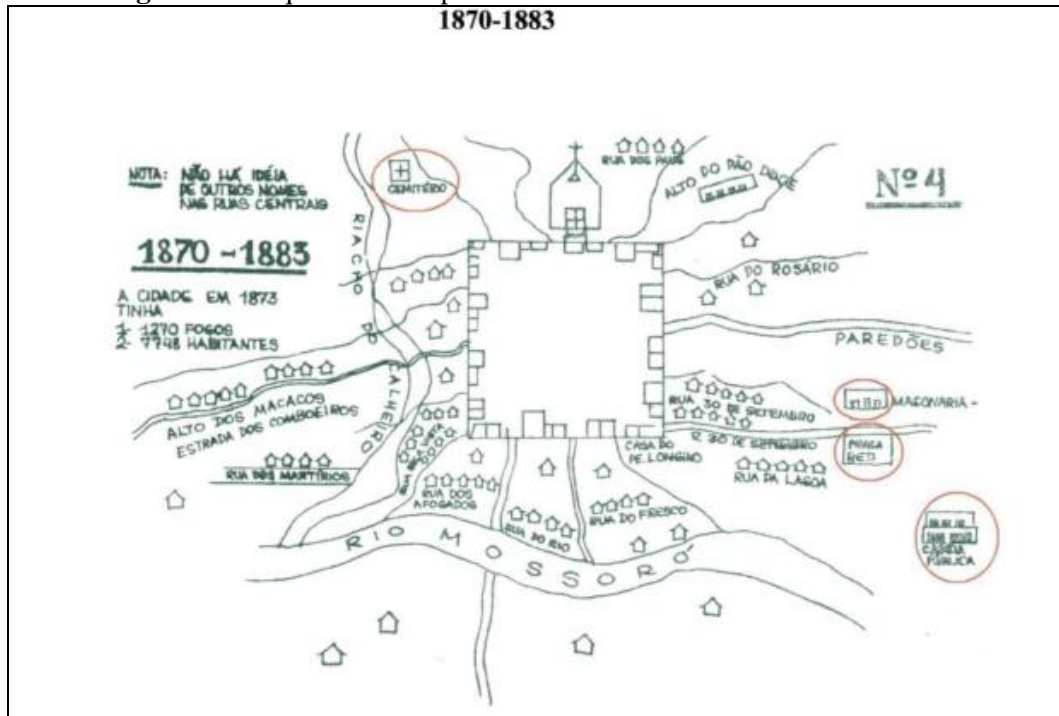 1870-1883
NOTA: NÃO HÁ IDÉIA
DE OUTROS NOMES
NAS RUAS CENTRAIS
1870-1883
A CIDADE EM 1873
TINHA
1- 1270 FOGOS
2- 7748 HABITANTES
CEMITÉRIO
RIACHO DO CALHEIRO
RUA DOS PAUS
ALTO DO PÃO DOCE
Nº 4
RUA DO ROSÁRIO
PAREDÕES
ALTO DOS MACACOS
ESTRADA DOS COMBOEIROS
RUA DOS MARTÍRIOS
RUA
RUA DOS
AFOGADOS
RUA DO RIO
RUA DO FRESCO
CASA DO
PE. LONGINO
RUA 30 DE SETEMBRO
R. 30 DE SETEMBRO
RUA DA LAGOA
MAÇONARIA -
CADEIA
PÚBLICA
RIO MOSSORÓ